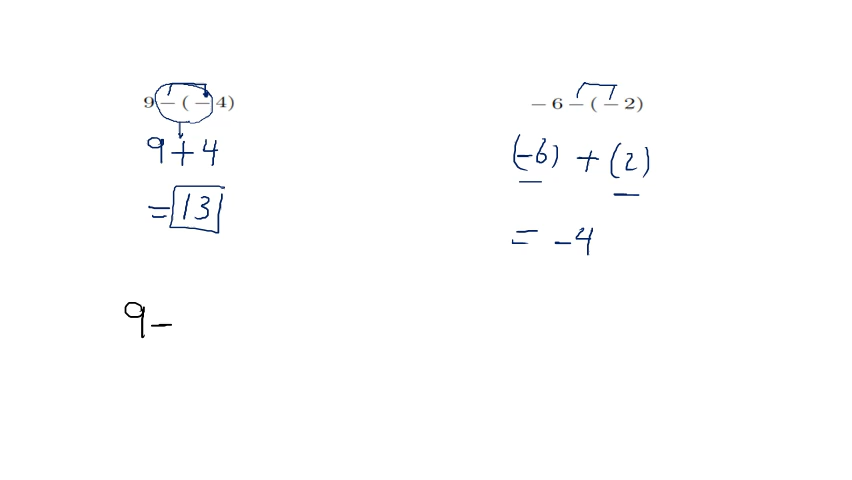 9 − (− 4)
9 + 4
= 13
9 −
− 6 − (− 2)
(-6) + (2)
= -4